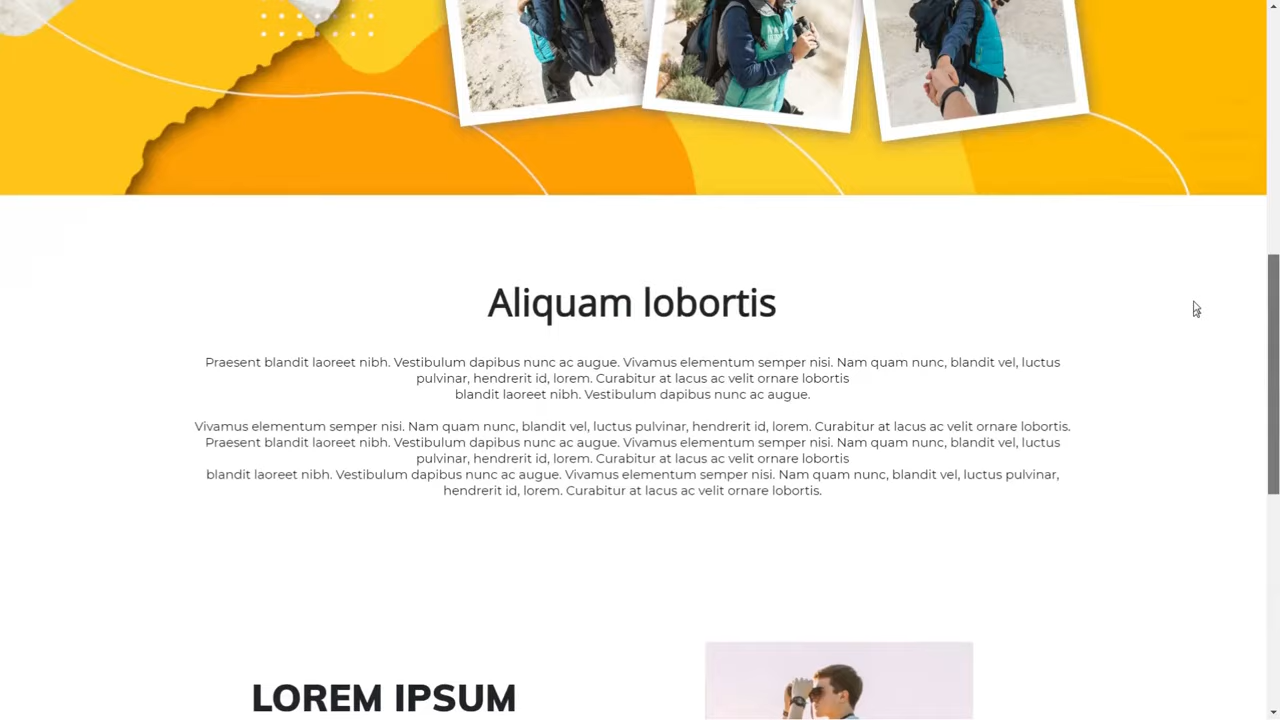 Aliquam lobortis
Praesent blandit laoreet nibh. Vestibulum dapibus nunc ac augue. Vivamus elementum semper nisi. Nam quam nunc, blandit vel, luctus
pulvinar, hendrerit id, lorem. Curabitur at lacus ac velit ornare lobortis
blandit laoreet nibh. Vestibulum dapibus nunc ac augue.
Vivamus elementum semper nisi. Nam quam nunc, blandit vel, luctus pulvinar, hendrerit id, lorem. Curabitur at lacus ac velit ornare lobortis.
Praesent blandit laoreet nibh. Vestibulum dapibus nunc ac augue. Vivamus elementum semper nisi. Nam quam nunc, blandit vel, luctus
pulvinar, hendrerit id, lorem. Curabitur at lacus ac velit ornare lobortis
blandit laoreet nibh. Vestibulum dapibus nunc ac augue. Vivamus elementum semper nisi. Nam quam nunc, blandit vel, luctus pulvinar,
hendrerit id, lorem. Curabitur at lacus ac velit ornare lobortis.
LOREM IPSUM